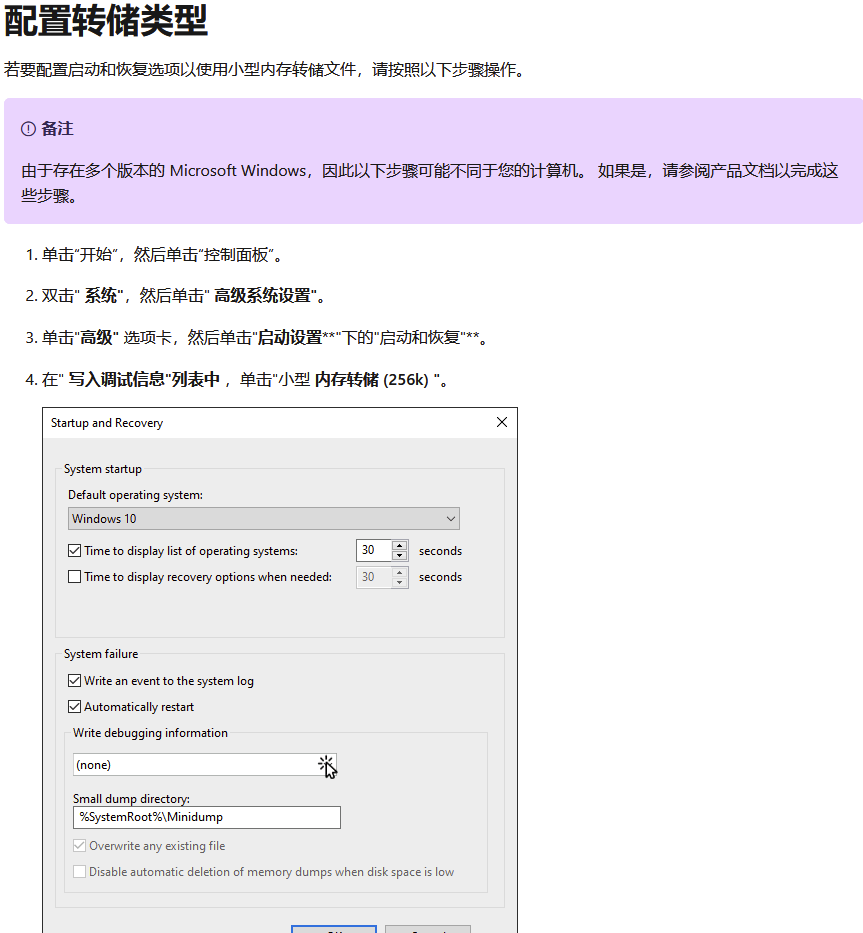 配置转储类型
若要配置启动和恢复选项以使用小型内存转储文件，请按照以下步骤操作。
备注
由于存在多个版本的 Microsoft Windows，因此以下步骤可能不同于您的计算机。 如果是，请参阅产品文档以完成这
些步骤。
1. 单击“开始”，然后单击“控制面板”。
2. 双击" 系统"，然后单击" 高级系统设置"。
3. 单击"高级" 选项卡，然后单击"启动设置**"下的"启动和恢复"**。
4. 在" 写入调试信息"列表中 ，单击"小型 内存转储 (256k) "。
Startup and Recovery
System startup
Default operating system:
Windows 10
Time to display list of operating systems: 30 seconds
Time to display recovery options when needed: 30 seconds
System failure
Write an event to the system log
Automatically restart
Write debugging information
(none)
Small dump directory:
%SystemRoot%\Minidump
Overwrite any existing file
Disable automatic deletion of memory dumps when disk space is low